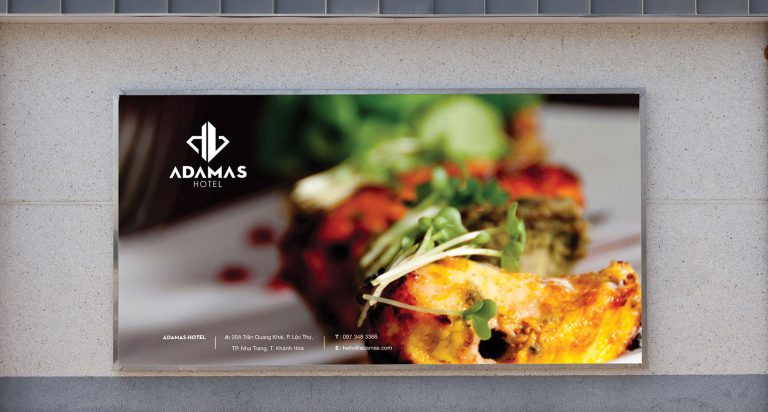 ADAMAS
HOTEL
ADAMAS HOTEL
A: 20A Trần Quang Khải, P. Lộc Thọ,
TP. Nha Trang, T. Khánh Hoà
T: 097 348 3366
E: hello@adamas.com